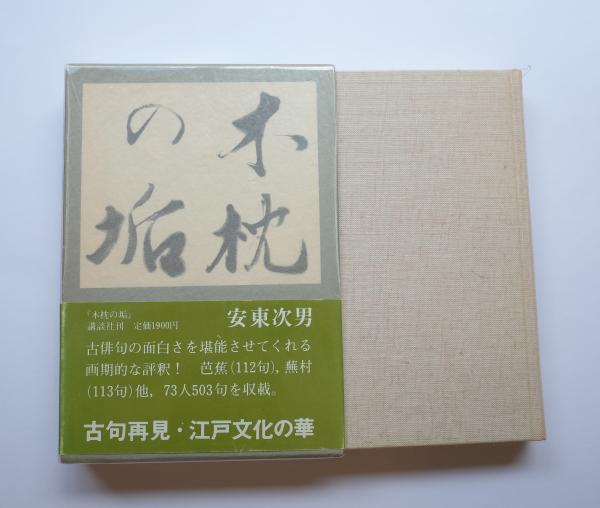 木枕
の垢
『木枕の垢』
講談社刊 定価1900円
安東次男
古俳句の面白さを堪能させてくれる
画期的な評釈! 芭蕉(112句),蕪村
(113句)他,73人503句を収載。
古句再見・江戸文化の華